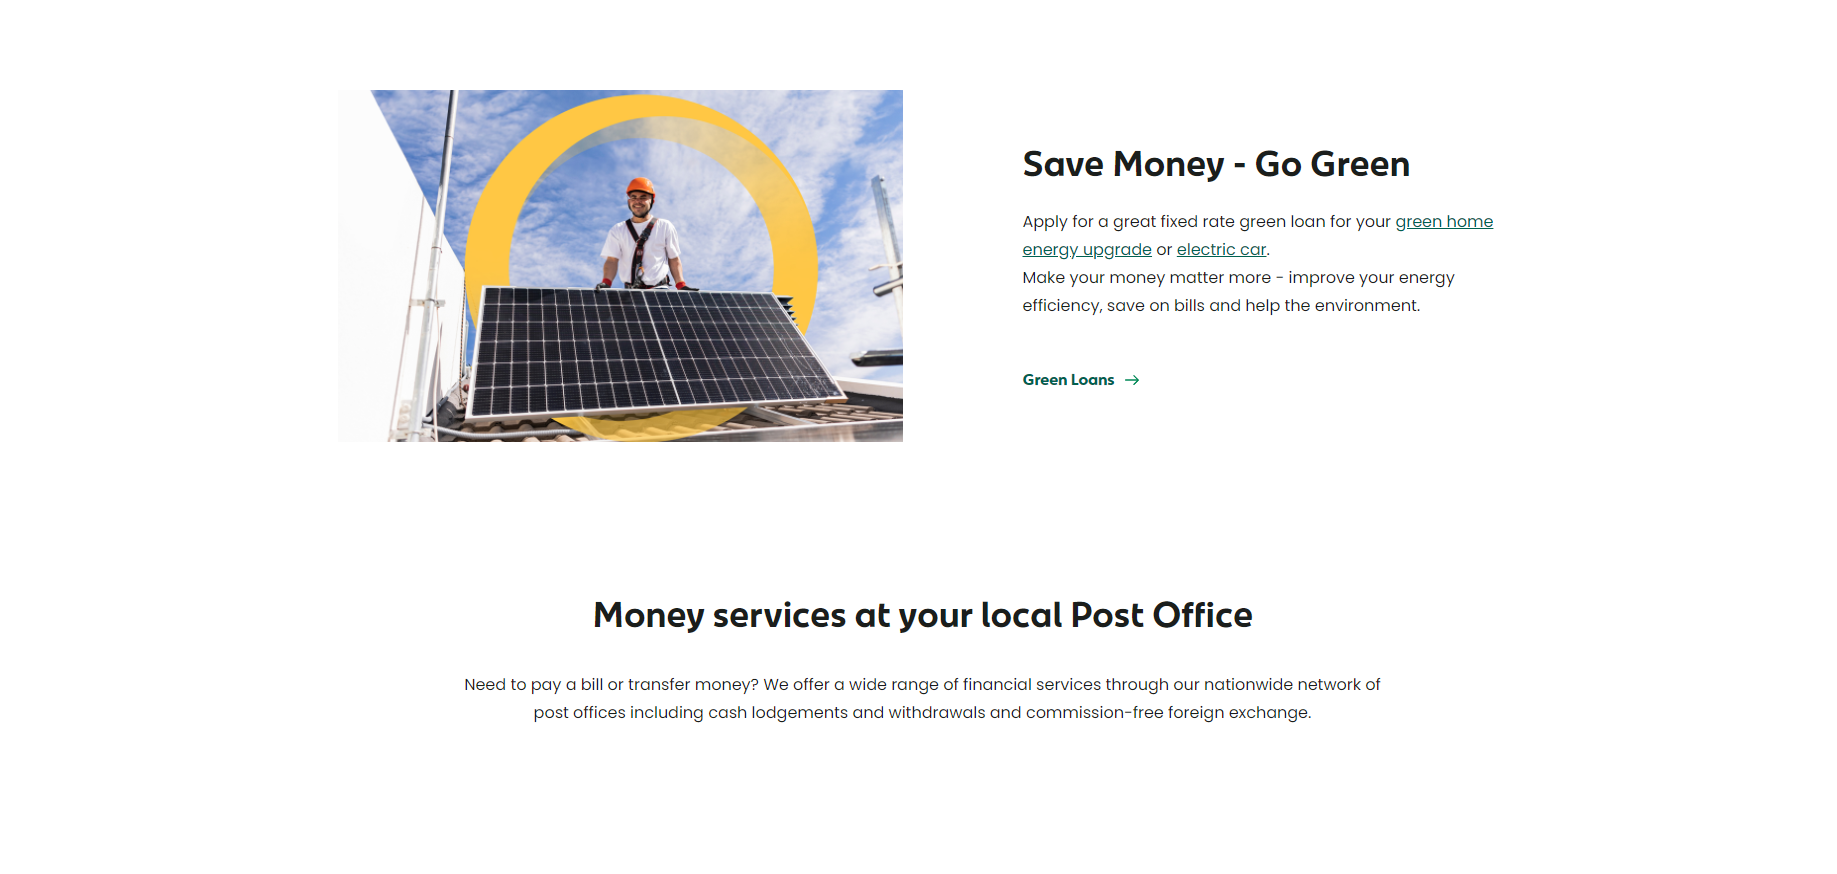 Save Money - Go Green
Apply for a great fixed rate green loan for your green home
energy upgrade or electric car.
Make your money matter more - improve your energy
efficiency, save on bills and help the environment.
Green Loans
Money services at your local Post Office
Need to pay a bill or transfer money? We offer a wide range of financial services through our nationwide network of
post offices including cash lodgements and withdrawals and commission-free foreign exchange.